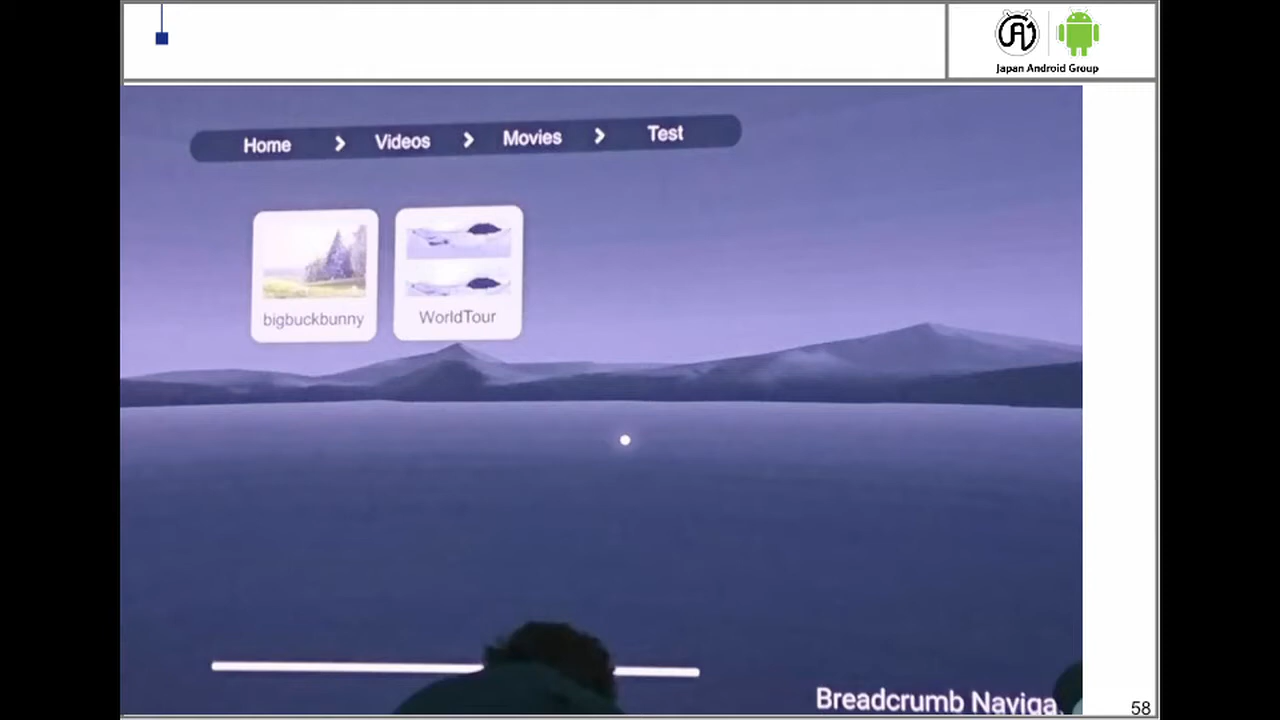 Japan Android Group
Home > Videos > Movies > Test
bigbuckbunny
WorldTour
Breadcrumb
58